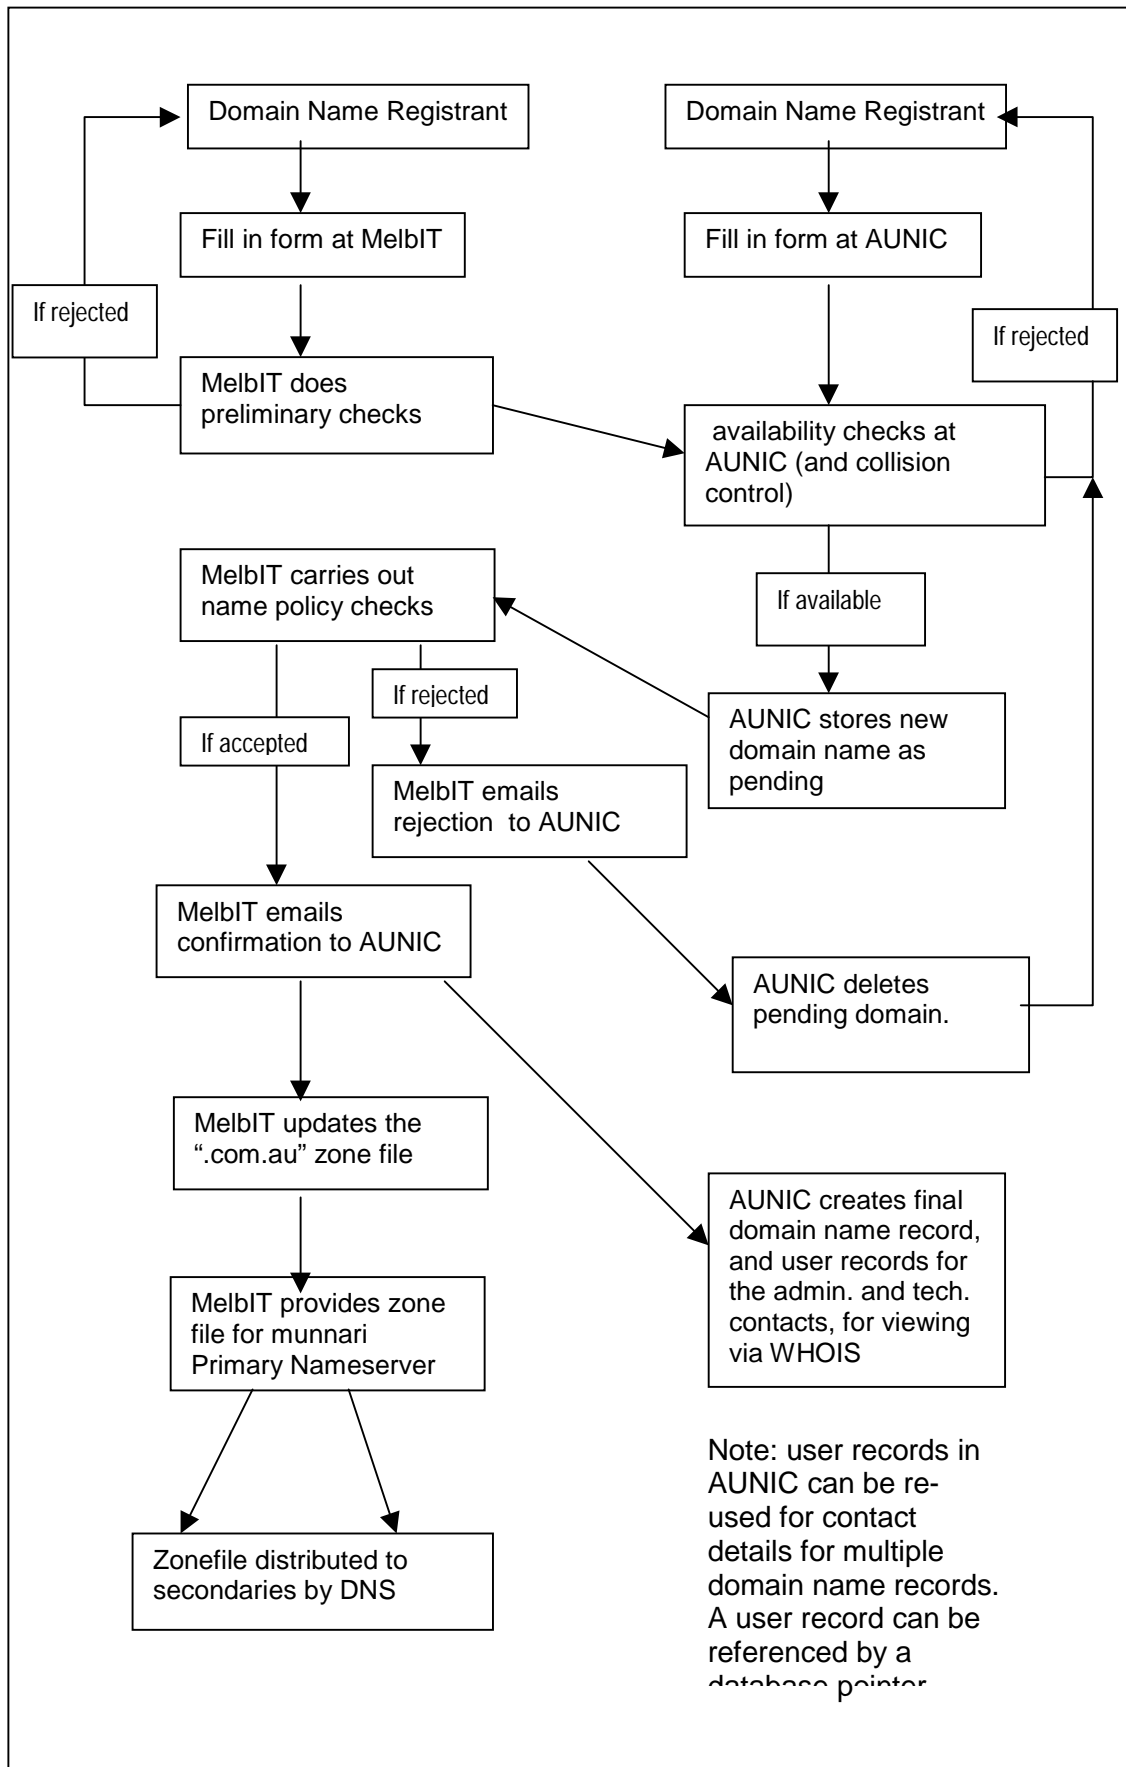 Domain Name Registrant
Domain Name Registrant
Fill in form at MelbIT
Fill in form at AUNIC
If rejected
If rejected
MelbIT does
preliminary checks
availability checks at
AUNIC (and collision
control)
MelbIT carries out
name policy checks
If available
If rejected
If accepted
AUNIC stores new
domain name as
pending
MelbIT emails
rejection to AUNIC
MelbIT emails
confirmation to AUNIC
AUNIC deletes
pending domain.
MelbIT updates the
“.com.au” zone file
AUNIC creates final
domain name record,
and user records for
the admin. and tech.
contacts, for viewing
via WHOIS
MelbIT provides zone
file for munnari
Primary Nameserver
Zonefile distributed to
secondaries by DNS
Note: user records in
AUNIC can be re-
used for contact
details for multiple
domain name records.
A user record can be
referenced by a
database pointer